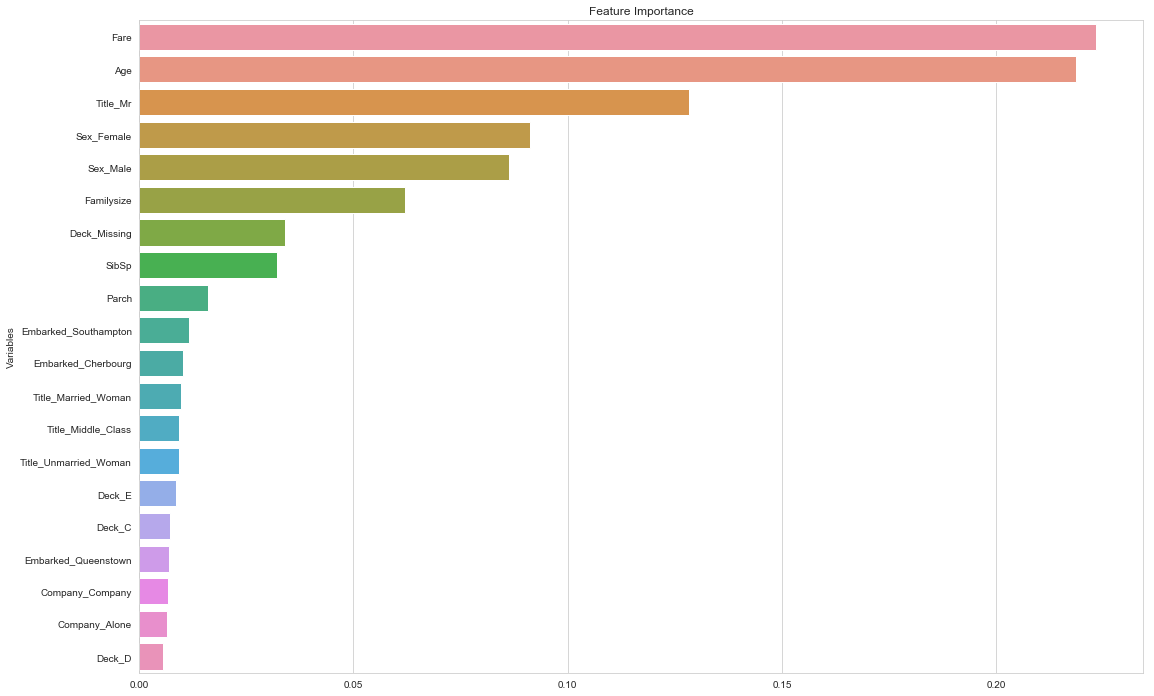 Feature Importance
Variables
Fare
Age
Title_Mr
Sex_Female
Sex_Male
Familysize
Deck_Missing
SibSp
Parch
Embarked_Southampton
Embarked_Cherbourg
Title_Married_Woman
Title_Middle_Class
Title_Unmarried_Woman
Deck_E
Deck_C
Embarked_Queenstown
Company_Company
Company_Alone
Deck_D
0.00 0.05 0.10 0.15 0.20